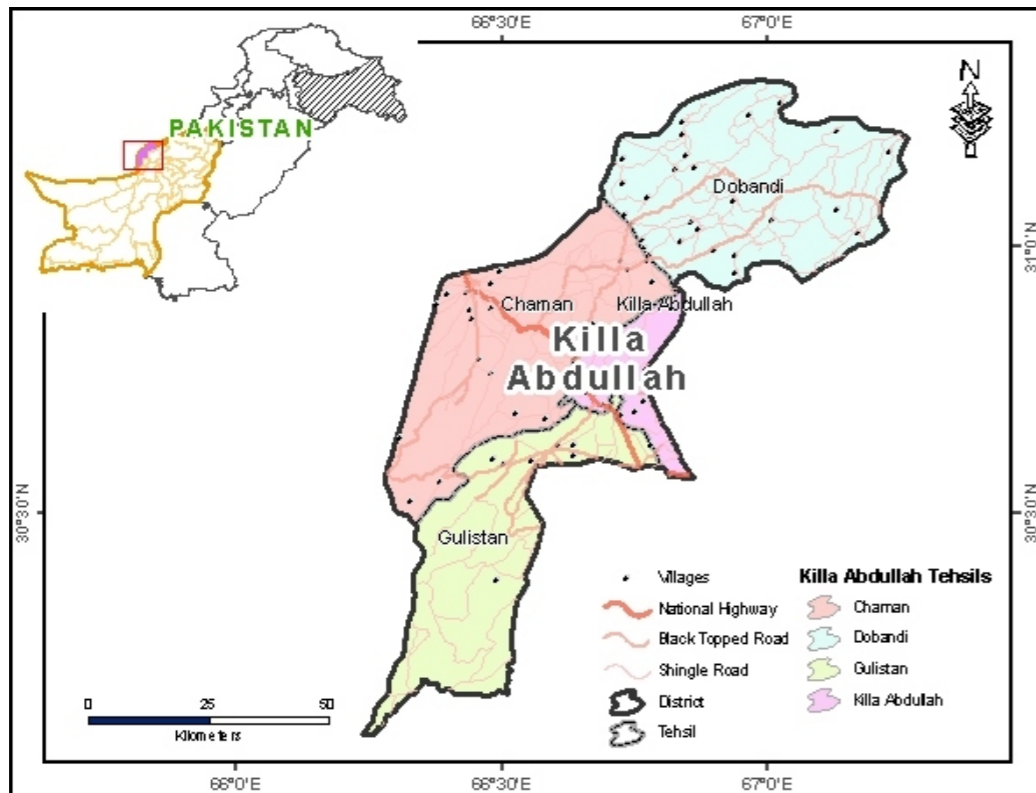 66°30'E
67°0'E
N
PAKISTAN
Dobandi
31°0'N
Chaman
Killa-Abdullah
Killa
Abdullah
30°30'N
30°30'N
Gulistan
Villages
National Highway
Black Topped Road
Shingle Road
District
Tehsil
Killa Abdullah Tehsils
Chaman
Dobandi
Gulistan
Killa Abdullah
0
25
50
Kilometers
66°0'E
66°30'E
67°0'E